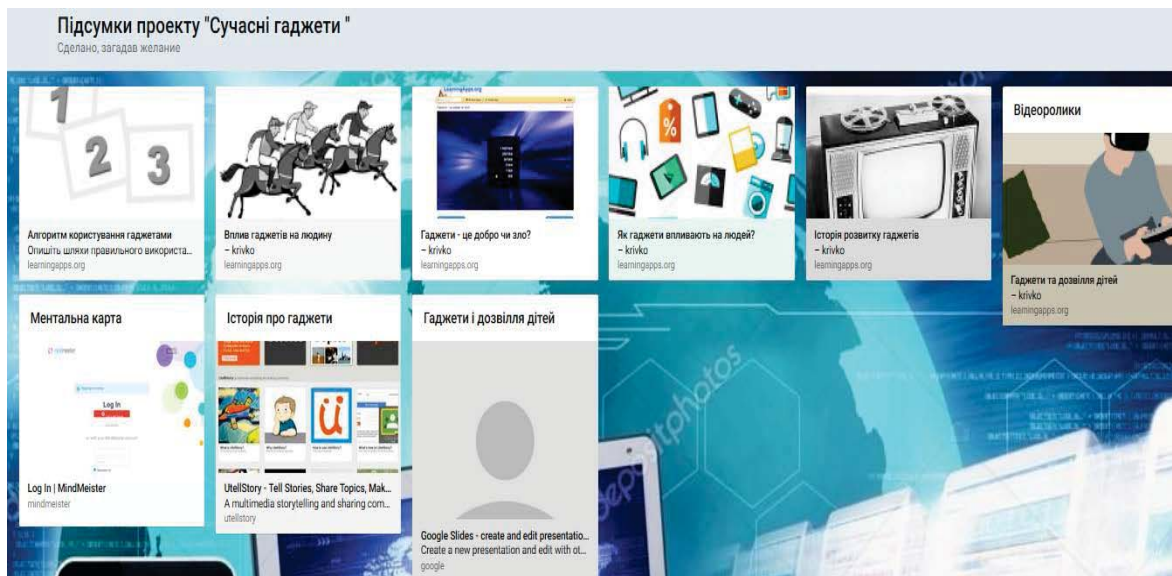 Підсумки проекту "Сучасні гаджети "
Сделано, загадав желание
1
2
3
Алгоритм користування гаджетами
Опишіть шляхи правильного використа...
learningapps.org
Вплив гаджетів на людину
– krivko
learningapps.org
LearningApps.org
Гаджети - це добро чи зло?
– krivko
learningapps.org
%
Як гаджети впливають на людей?
– krivko
learningapps.org
Історія розвитку гаджетів
– krivko
learningapps.org
Відеоролики
Гаджети та дозвілля дітей
– krivko
learningapps.org
Ментальна карта
mindmeister
Log In
Log In | MindMeister
mindmeister
Історія про гаджети
ü
UtellStory - Tell Stories, Share Topics, Mak...
A multimedia storytelling and sharing com...
utellstory
Гаджети і дозвілля дітей
Google Slides - create and edit presentatio...
Create a new presentation and edit with ot...
google
depositphotos